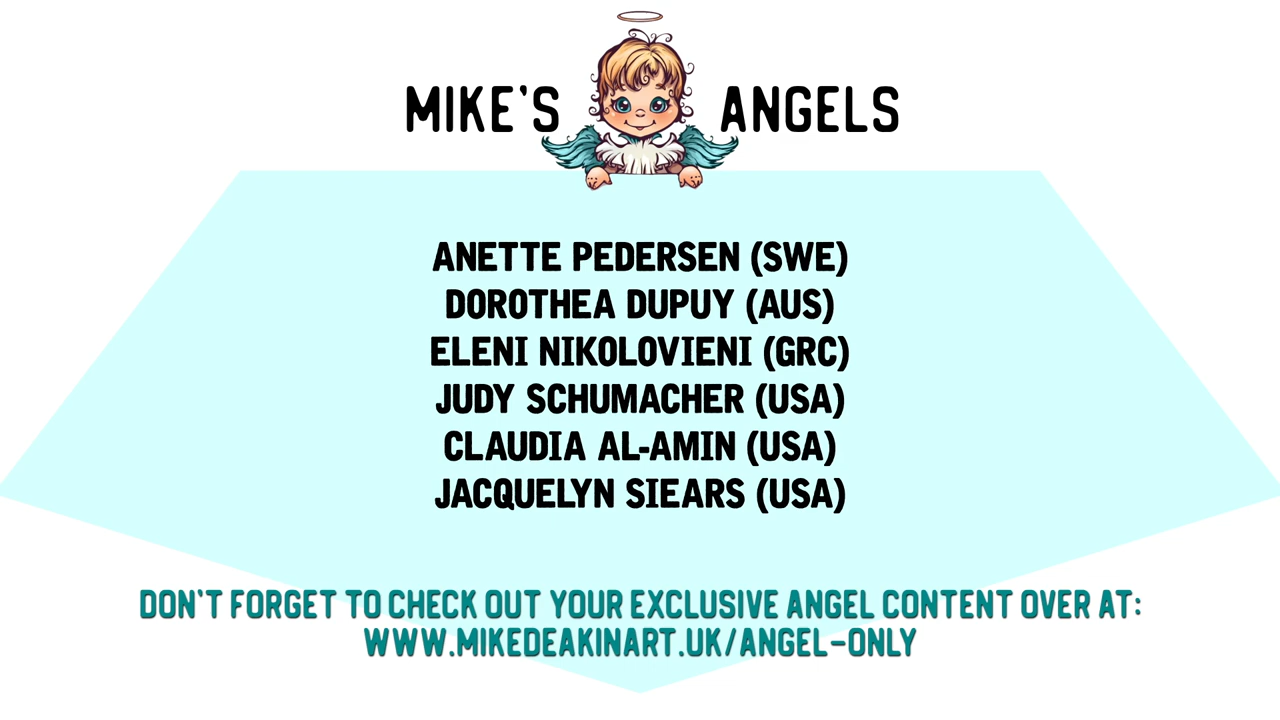 MIKE'S ANGELS
ANETTE PEDERSEN (SWE)
DOROTHEA DUPUY (AUS)
ELENI NIKOLOVIENI (GRC)
JUDY SCHUMACHER (USA)
CLAUDIA AL-AMIN (USA)
JACQUELYN SIEARS (USA)
DON'T FORGET TO CHECK OUT YOUR EXCLUSIVE ANGEL CONTENT OVER AT:
WWW.MIKEDEAKINART.UK/ANGEL-ONLY